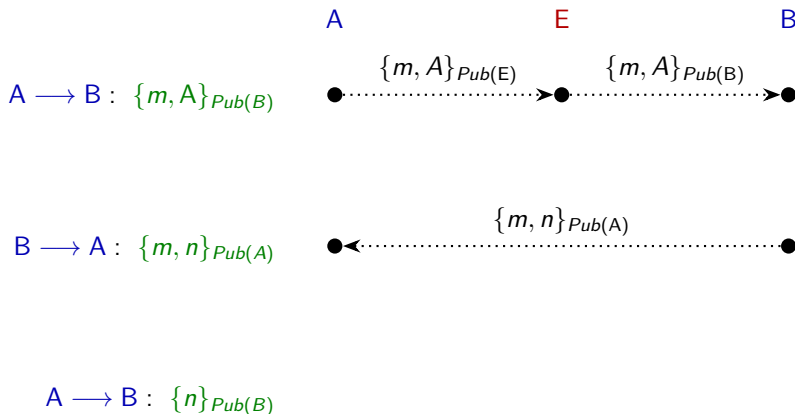 A E B
{m, A}Pub(E) {m, A}Pub(B)
A ⟶ B : {m, A}Pub(B)
{m, n}Pub(A)
B ⟶ A : {m, n}Pub(A)
A ⟶ B : {n}Pub(B)